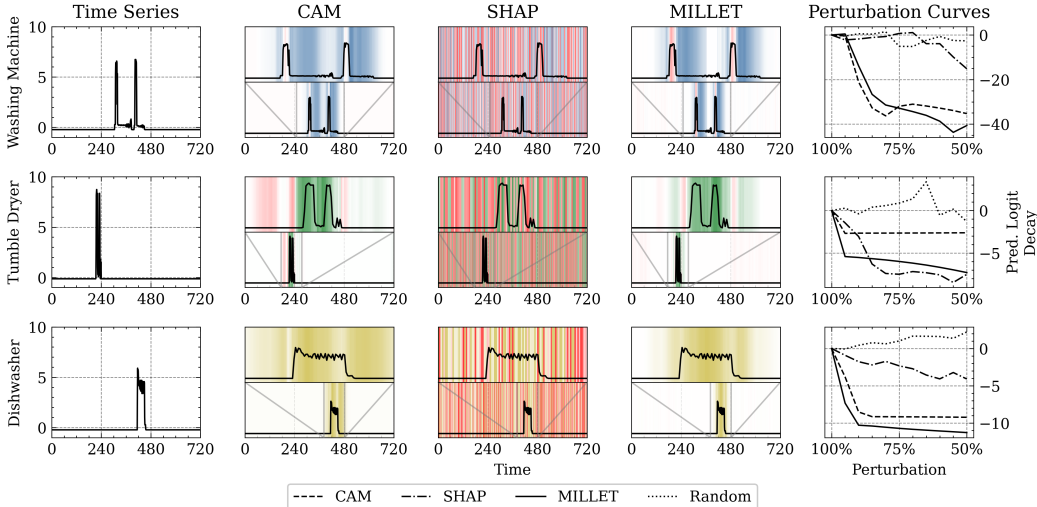 Time Series CAM SHAP MILLET Perturbation Curves
Washing Machine
10
5
0
0 240 480 720
0 240 480 720
0 240 480 720
0 240 480 720
0
−20
−40
100% 75% 50%
Tumble Dryer
10
5
0
0 240 480 720
0 240 480 720
0 240 480 720
0 240 480 720
0
−5
100% 75% 50%
Pred. Logit
Decay
Dishwasher
10
5
0
0 240 480 720
0 240 480 720
0 240 480 720
0 240 480 720
0
−5
−10
100% 75% 50%
Time
Perturbation
CAM SHAP MILLET Random